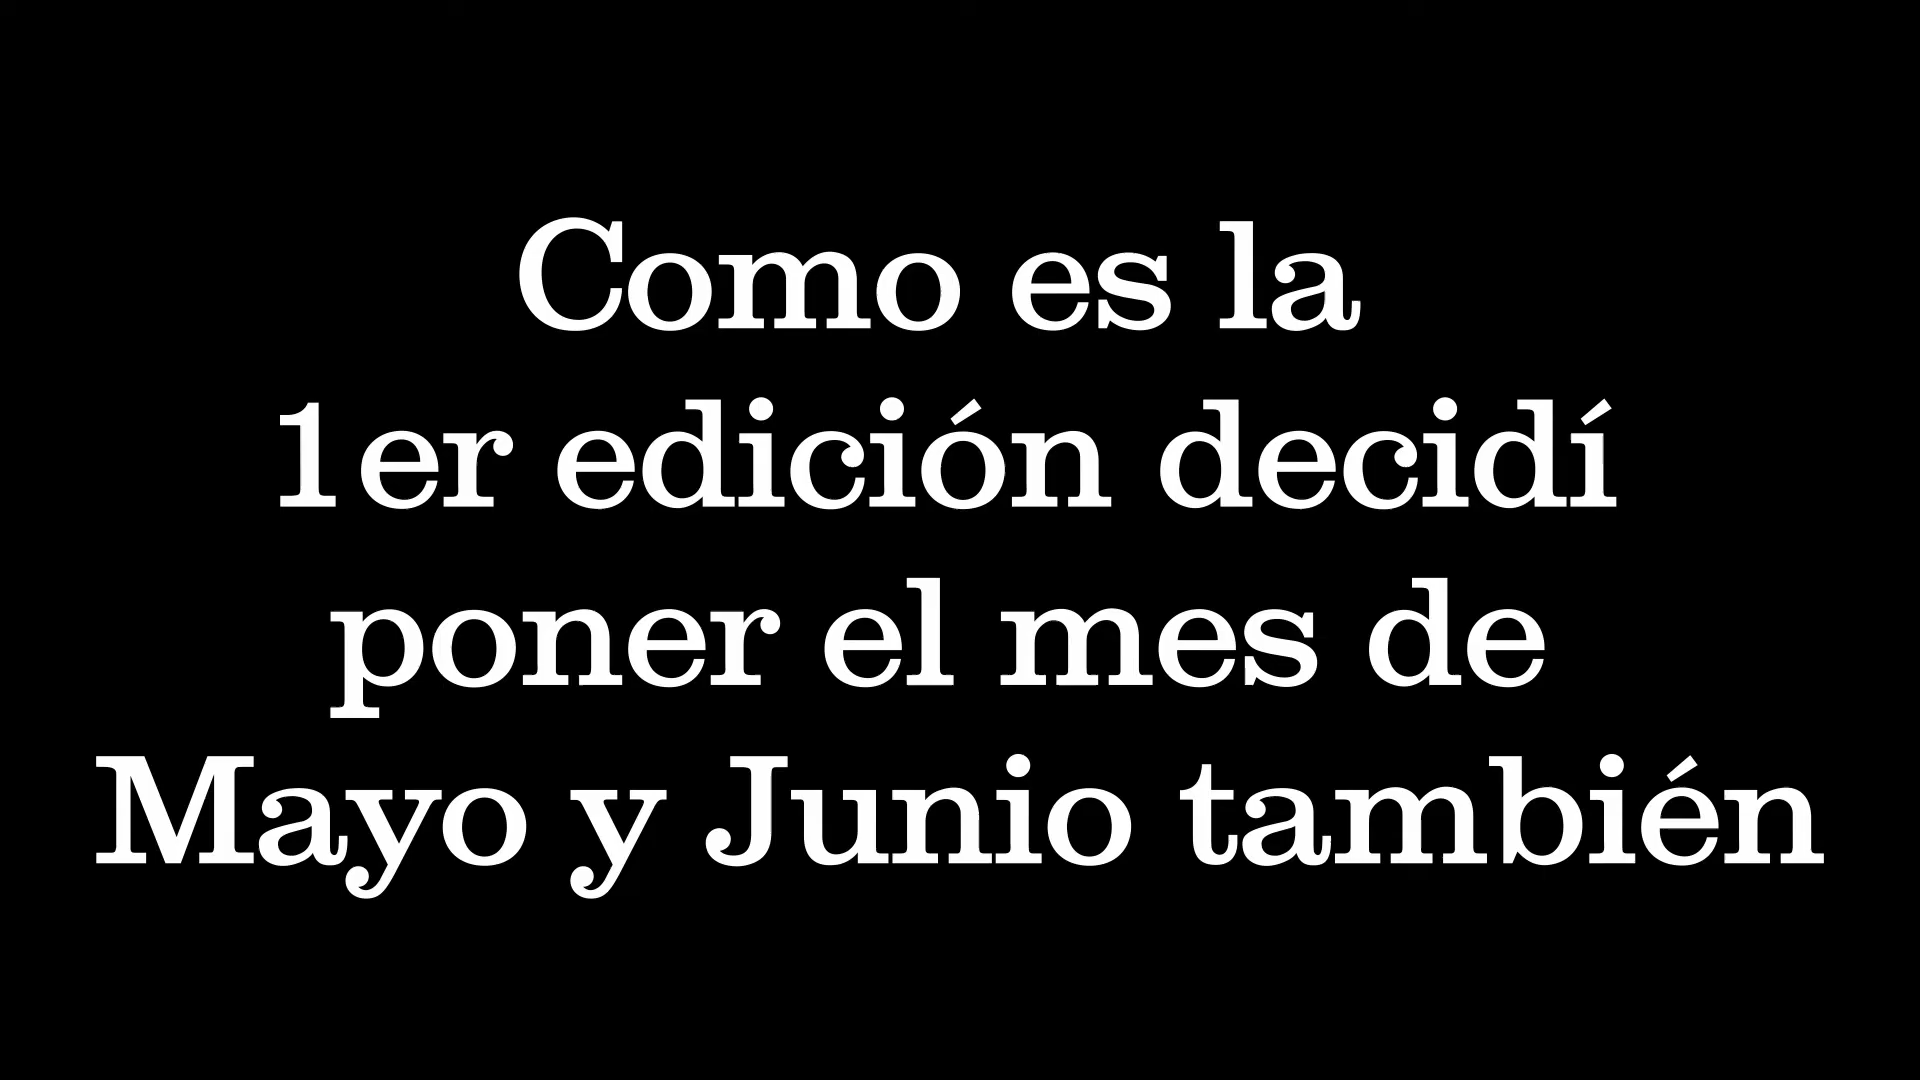 Como es la
1er edición decidí
poner el mes de
Mayo y Junio también